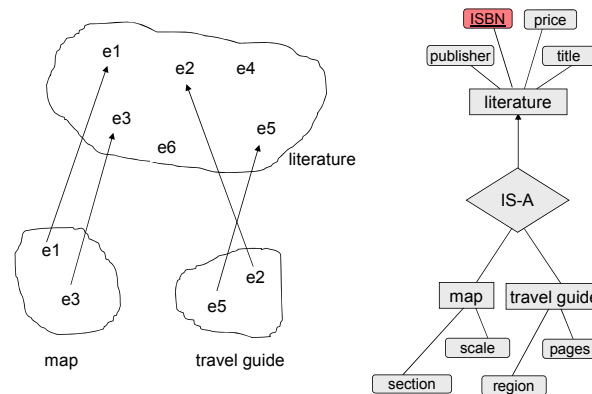 e1
e2
e4
e3
e5
e6
literature
e1
e3
e2
e5
map
travel guide
ISBN
price
publisher
title
literature
IS-A
map
travel guide
scale
pages
section
region